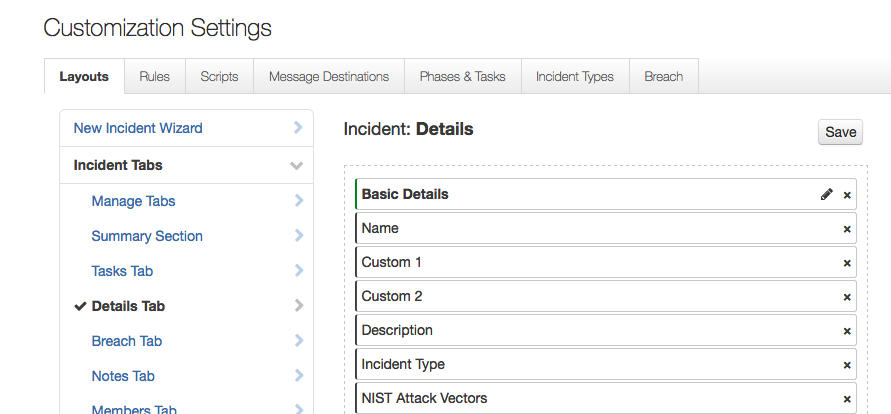 Customization Settings
Layouts Rules Scripts Message Destinations Phases & Tasks Incident Types Breach
New Incident Wizard
Incident Tabs
Manage Tabs
Summary Section
Tasks Tab
Details Tab
Breach Tab
Notes Tab
Members Tab
Incident: Details
Save
Basic Details
Name
Custom 1
Custom 2
Description
Incident Type
NIST Attack Vectors